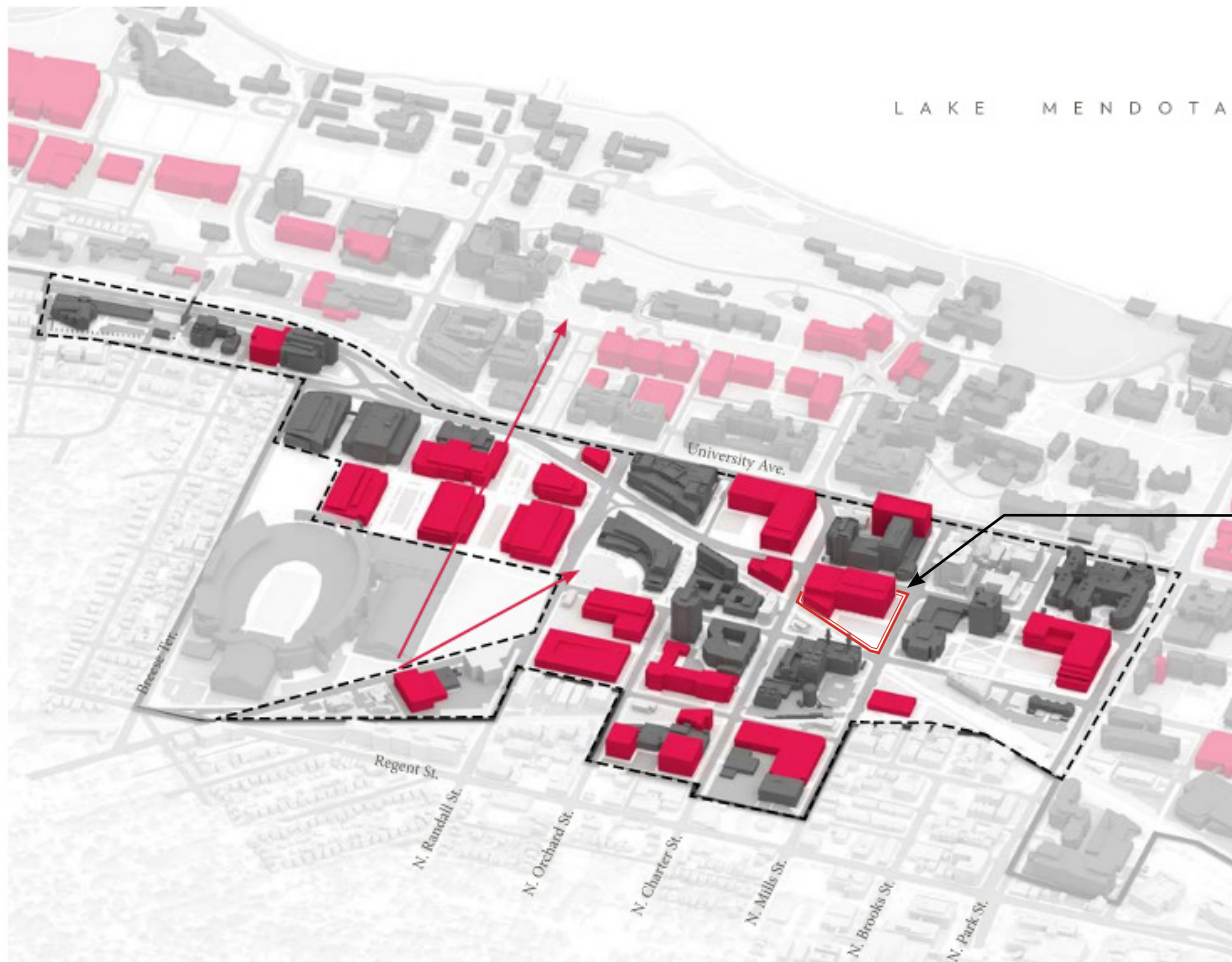 LAKE MENDOTA
University Ave.
Breese Ter.
Regent St.
N. Randall St.
N. Orchard St.
N. Charter St.
N. Mills St.
N. Brooks St.
N. Park St.